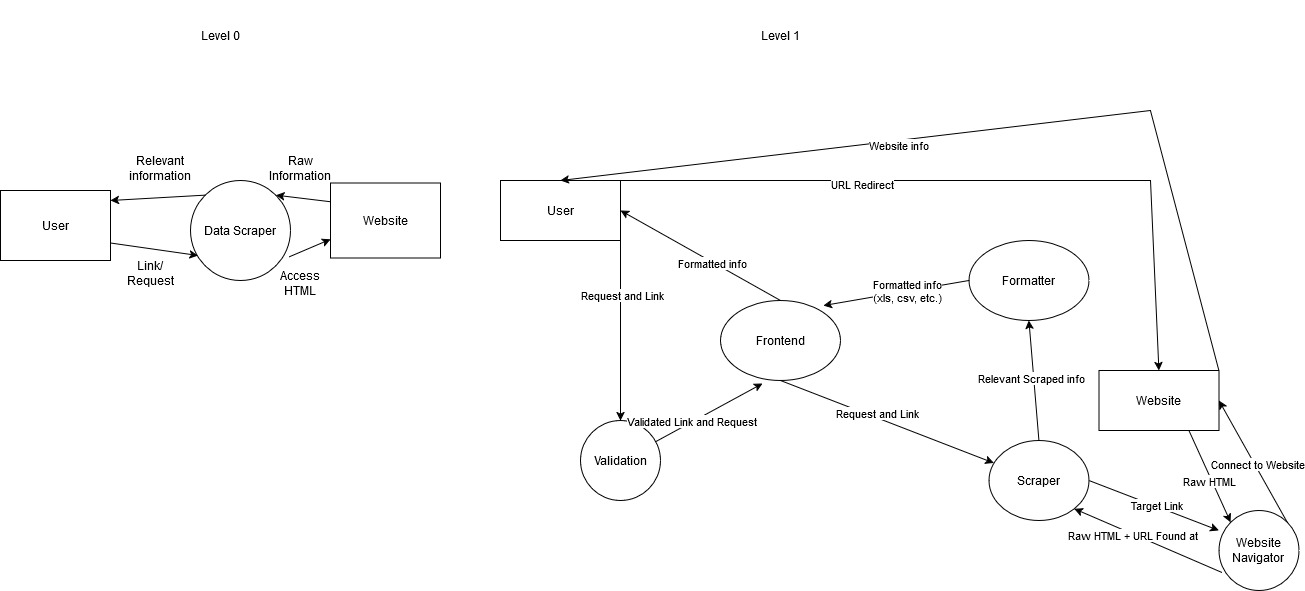 Level 0
Level 1
Relevant
information
Raw
Information
User
Data Scraper
Website
Link/
Request
Access
HTML
Website info
URL Redirect
User
Formatted info
Request and Link
Formatted info
(xls, csv, etc.)
Formatter
Frontend
Relevant Scraped info
Website
Request and Link
Validated Link and Request
Validation
Scraper
Connect to Website
Raw HTML
Target Link
Raw HTML + URL Found at
Website
Navigator